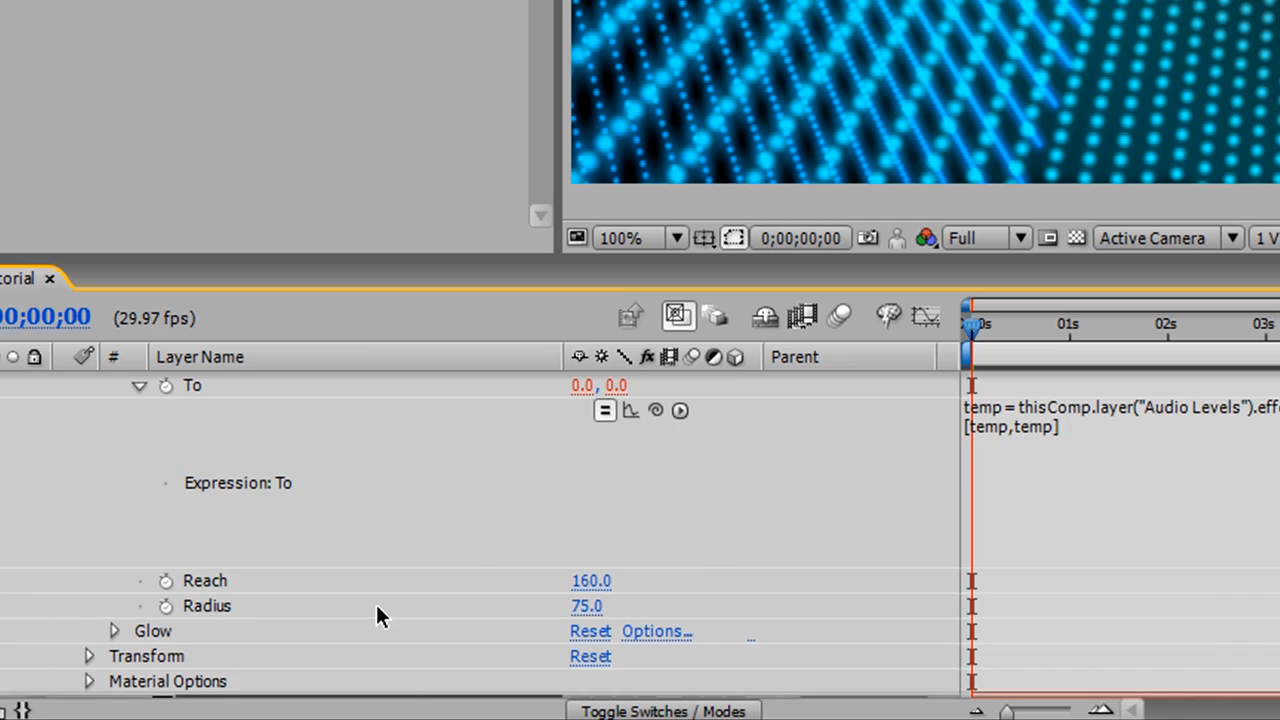 100% 0;00;00;00 Full Active Camera 1 V
torial ×
00;00;00 (29.97 fps)
0s 01s 02s 03s
# Layer Name fx Parent
To 0.0, 0.0
temp = thisComp.layer("Audio Levels").effe
[temp,temp]
Expression: To
Reach 160.0
Radius 75.0
Glow Reset Options... ..
Transform Reset
Material Options
{} Toggle Switches / Modes